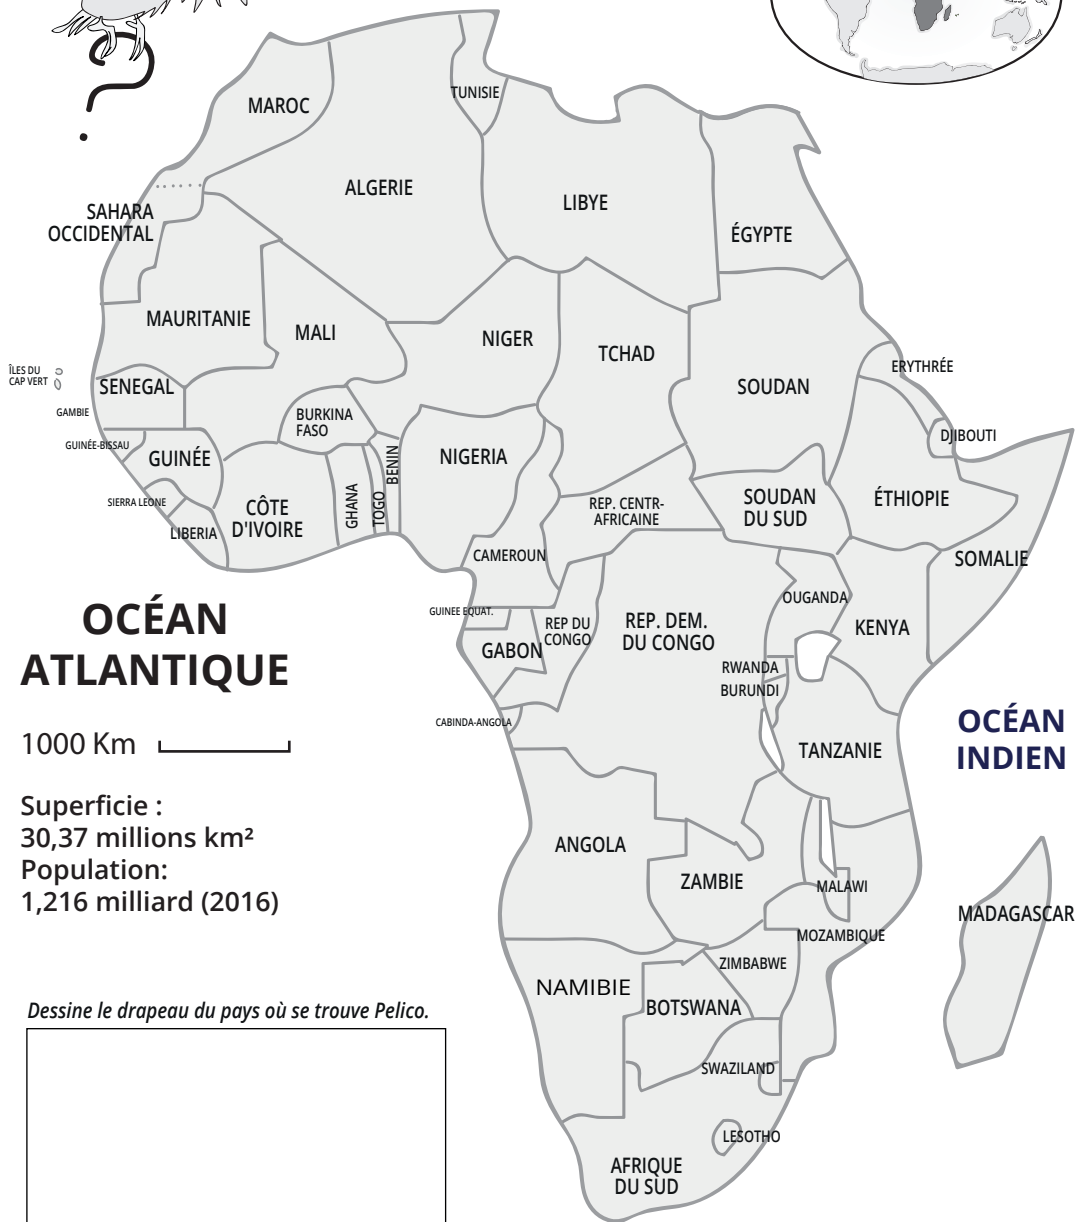 MAROC
TUNISIE
ALGERIE
LIBYE
ÉGYPTE
SAHARA
OCCIDENTAL
MAURITANIE
MALI
NIGER
TCHAD
SOUDAN
ERYTHRÉE
ÎLES DU
CAP VERT
SENEGAL
GAMBIE
BURKINA
FASO
DJIBOUTI
GUINÉE-BISSAU
GUINÉE
BENIN
NIGERIA
SIERRA LEONE
CÔTE
D'IVOIRE
GHANA
TOGO
REP. CENTR-
AFRICAINE
SOUDAN
DU SUD
ÉTHIOPIE
LIBERIA
CAMEROUN
SOMALIE
OCÉAN
ATLANTIQUE
GUINEE EQUAT.
GABON
REP DU
CONGO
REP. DEM.
DU CONGO
OUGANDA
KENYA
RWANDA
BURUNDI
CABINDA-ANGOLA
TANZANIE
OCÉAN
INDIEN
1000 Km
Superficie :
30,37 millions km²
Population:
1,216 milliard (2016)
ANGOLA
ZAMBIE
MALAWI
MOZAMBIQUE
MADAGASCAR
ZIMBABWE
NAMIBIE
BOTSWANA
SWAZILAND
LESOTHO
AFRIQUE
DU SUD
Dessine le drapeau du pays où se trouve Pelico.